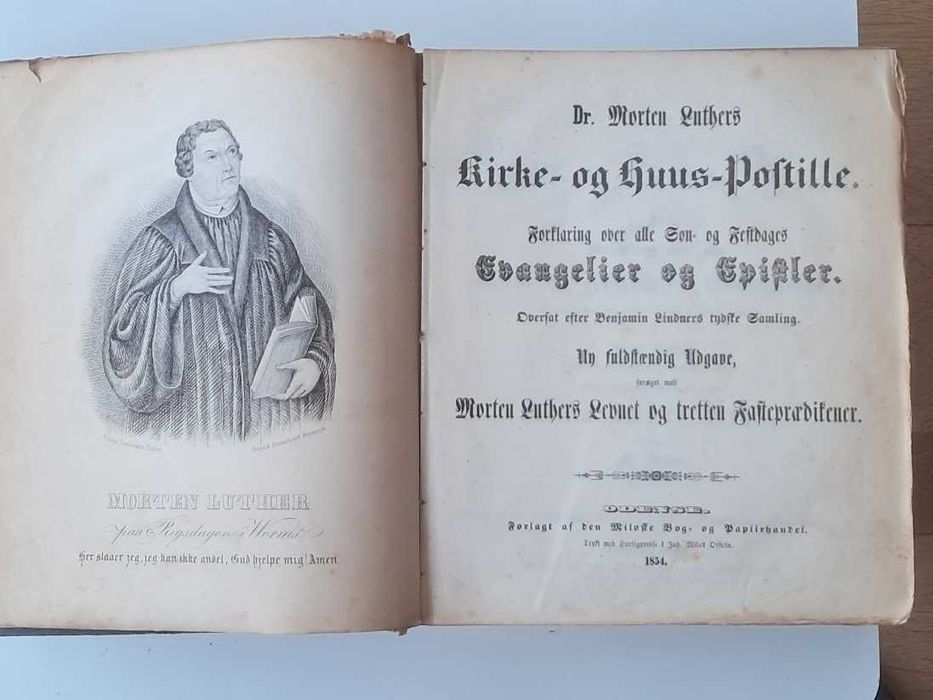 MORTEN LUTHER
paa Rigsdagen i Worms
Her staaer jeg, jeg kan ikke andet, Gud hjelpe mig! Amen
Dr. Morten Luthers
Kirke- og Huus-Postille.
Forklaring over alle Søn- og Festdages
Evangelier og Epistler.
Oversat efter Benjamin Lindners tydske Samling.
Ny fuldstændig Udgave,
forøget med
Morten Luthers Levnet og tretten Fasteprædikener.
ODENSE.
Forlagt af den Miloske Bog- og Papiirhandel.
Trykt med Hurtigpresse i Milos Officin.
1854.